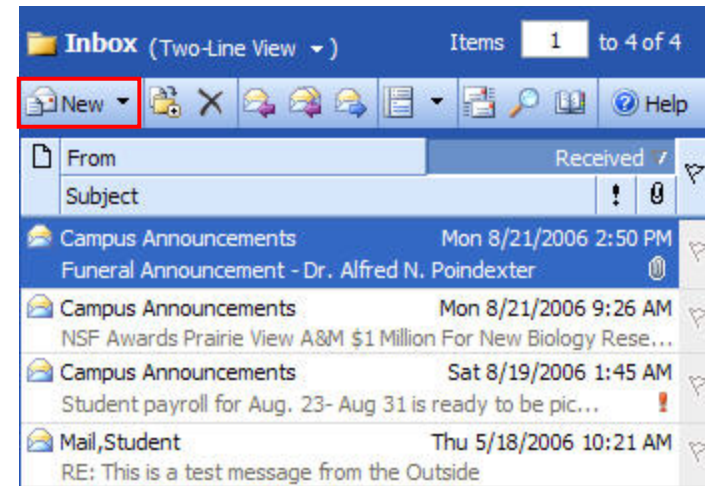 Inbox (Two-Line View ) Items 1 to 4 of 4
New Help
From Received
Subject !
Campus Announcements Mon 8/21/2006 2:50 PM
Funeral Announcement - Dr. Alfred N. Poindexter
Campus Announcements Mon 8/21/2006 9:26 AM
NSF Awards Prairie View A&M $1 Million For New Biology Rese...
Campus Announcements Sat 8/19/2006 1:45 AM
Student payroll for Aug. 23- Aug 31 is ready to be pic... !
Mail,Student Thu 5/18/2006 10:21 AM
RE: This is a test message from the Outside